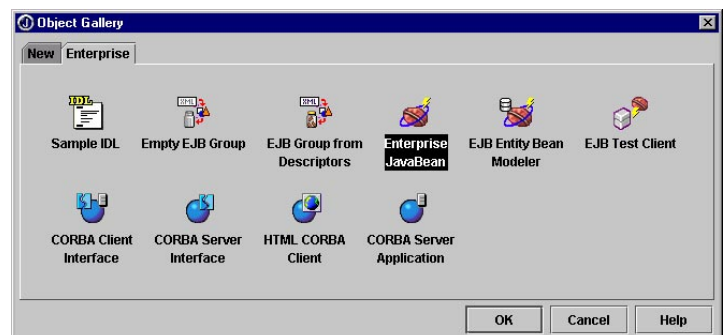 Object Gallery
New Enterprise
IDL XML XML
Sample IDL Empty EJB Group EJB Group from Enterprise EJB Entity Bean EJB Test Client
Descriptors JavaBean Modeler
CORBA Client CORBA Server HTML CORBA CORBA Server
Interface Interface Client Application
OK Cancel Help